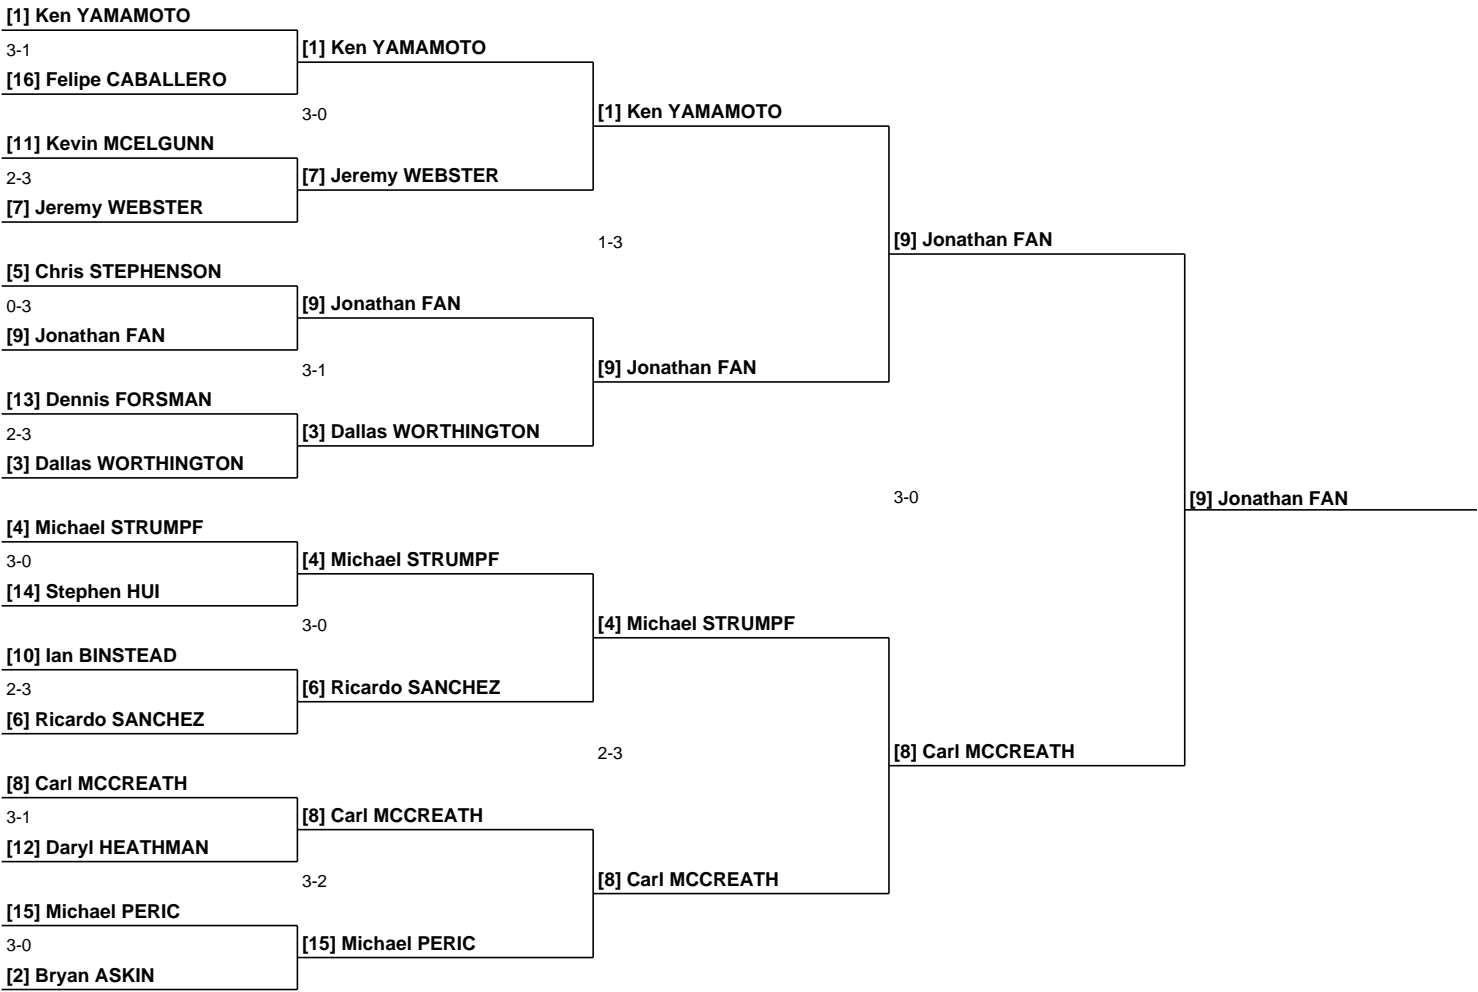 [1] Ken YAMAMOTO
3-1
[16] Felipe CABALLERO
[11] Kevin MCELGUNN
2-3
[7] Jeremy WEBSTER
[5] Chris STEPHENSON
0-3
[9] Jonathan FAN
[13] Dennis FORSMAN
2-3
[3] Dallas WORTHINGTON
[4] Michael STRUMPF
3-0
[14] Stephen HUI
[10] Ian BINSTEAD
2-3
[6] Ricardo SANCHEZ
[8] Carl MCCREATH
3-1
[12] Daryl HEATHMAN
[15] Michael PERIC
3-0
[2] Bryan ASKIN
[1] Ken YAMAMOTO
3-0
[7] Jeremy WEBSTER
[9] Jonathan FAN
3-1
[3] Dallas WORTHINGTON
[4] Michael STRUMPF
3-0
[6] Ricardo SANCHEZ
[8] Carl MCCREATH
3-2
[15] Michael PERIC
[1] Ken YAMAMOTO
1-3
[9] Jonathan FAN
[4] Michael STRUMPF
2-3
[8] Carl MCCREATH
[9] Jonathan FAN
3-0
[8] Carl MCCREATH
[9] Jonathan FAN